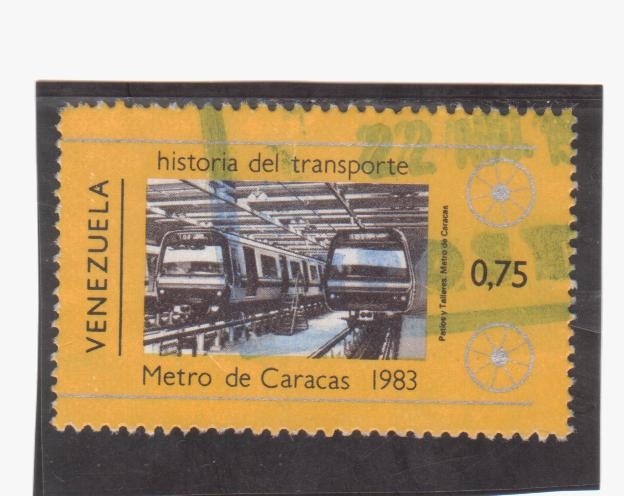 historia del transporte
VENEZUELA
Patios y Talleres. Metro de Caracas
0,75
Metro de Caracas 1983